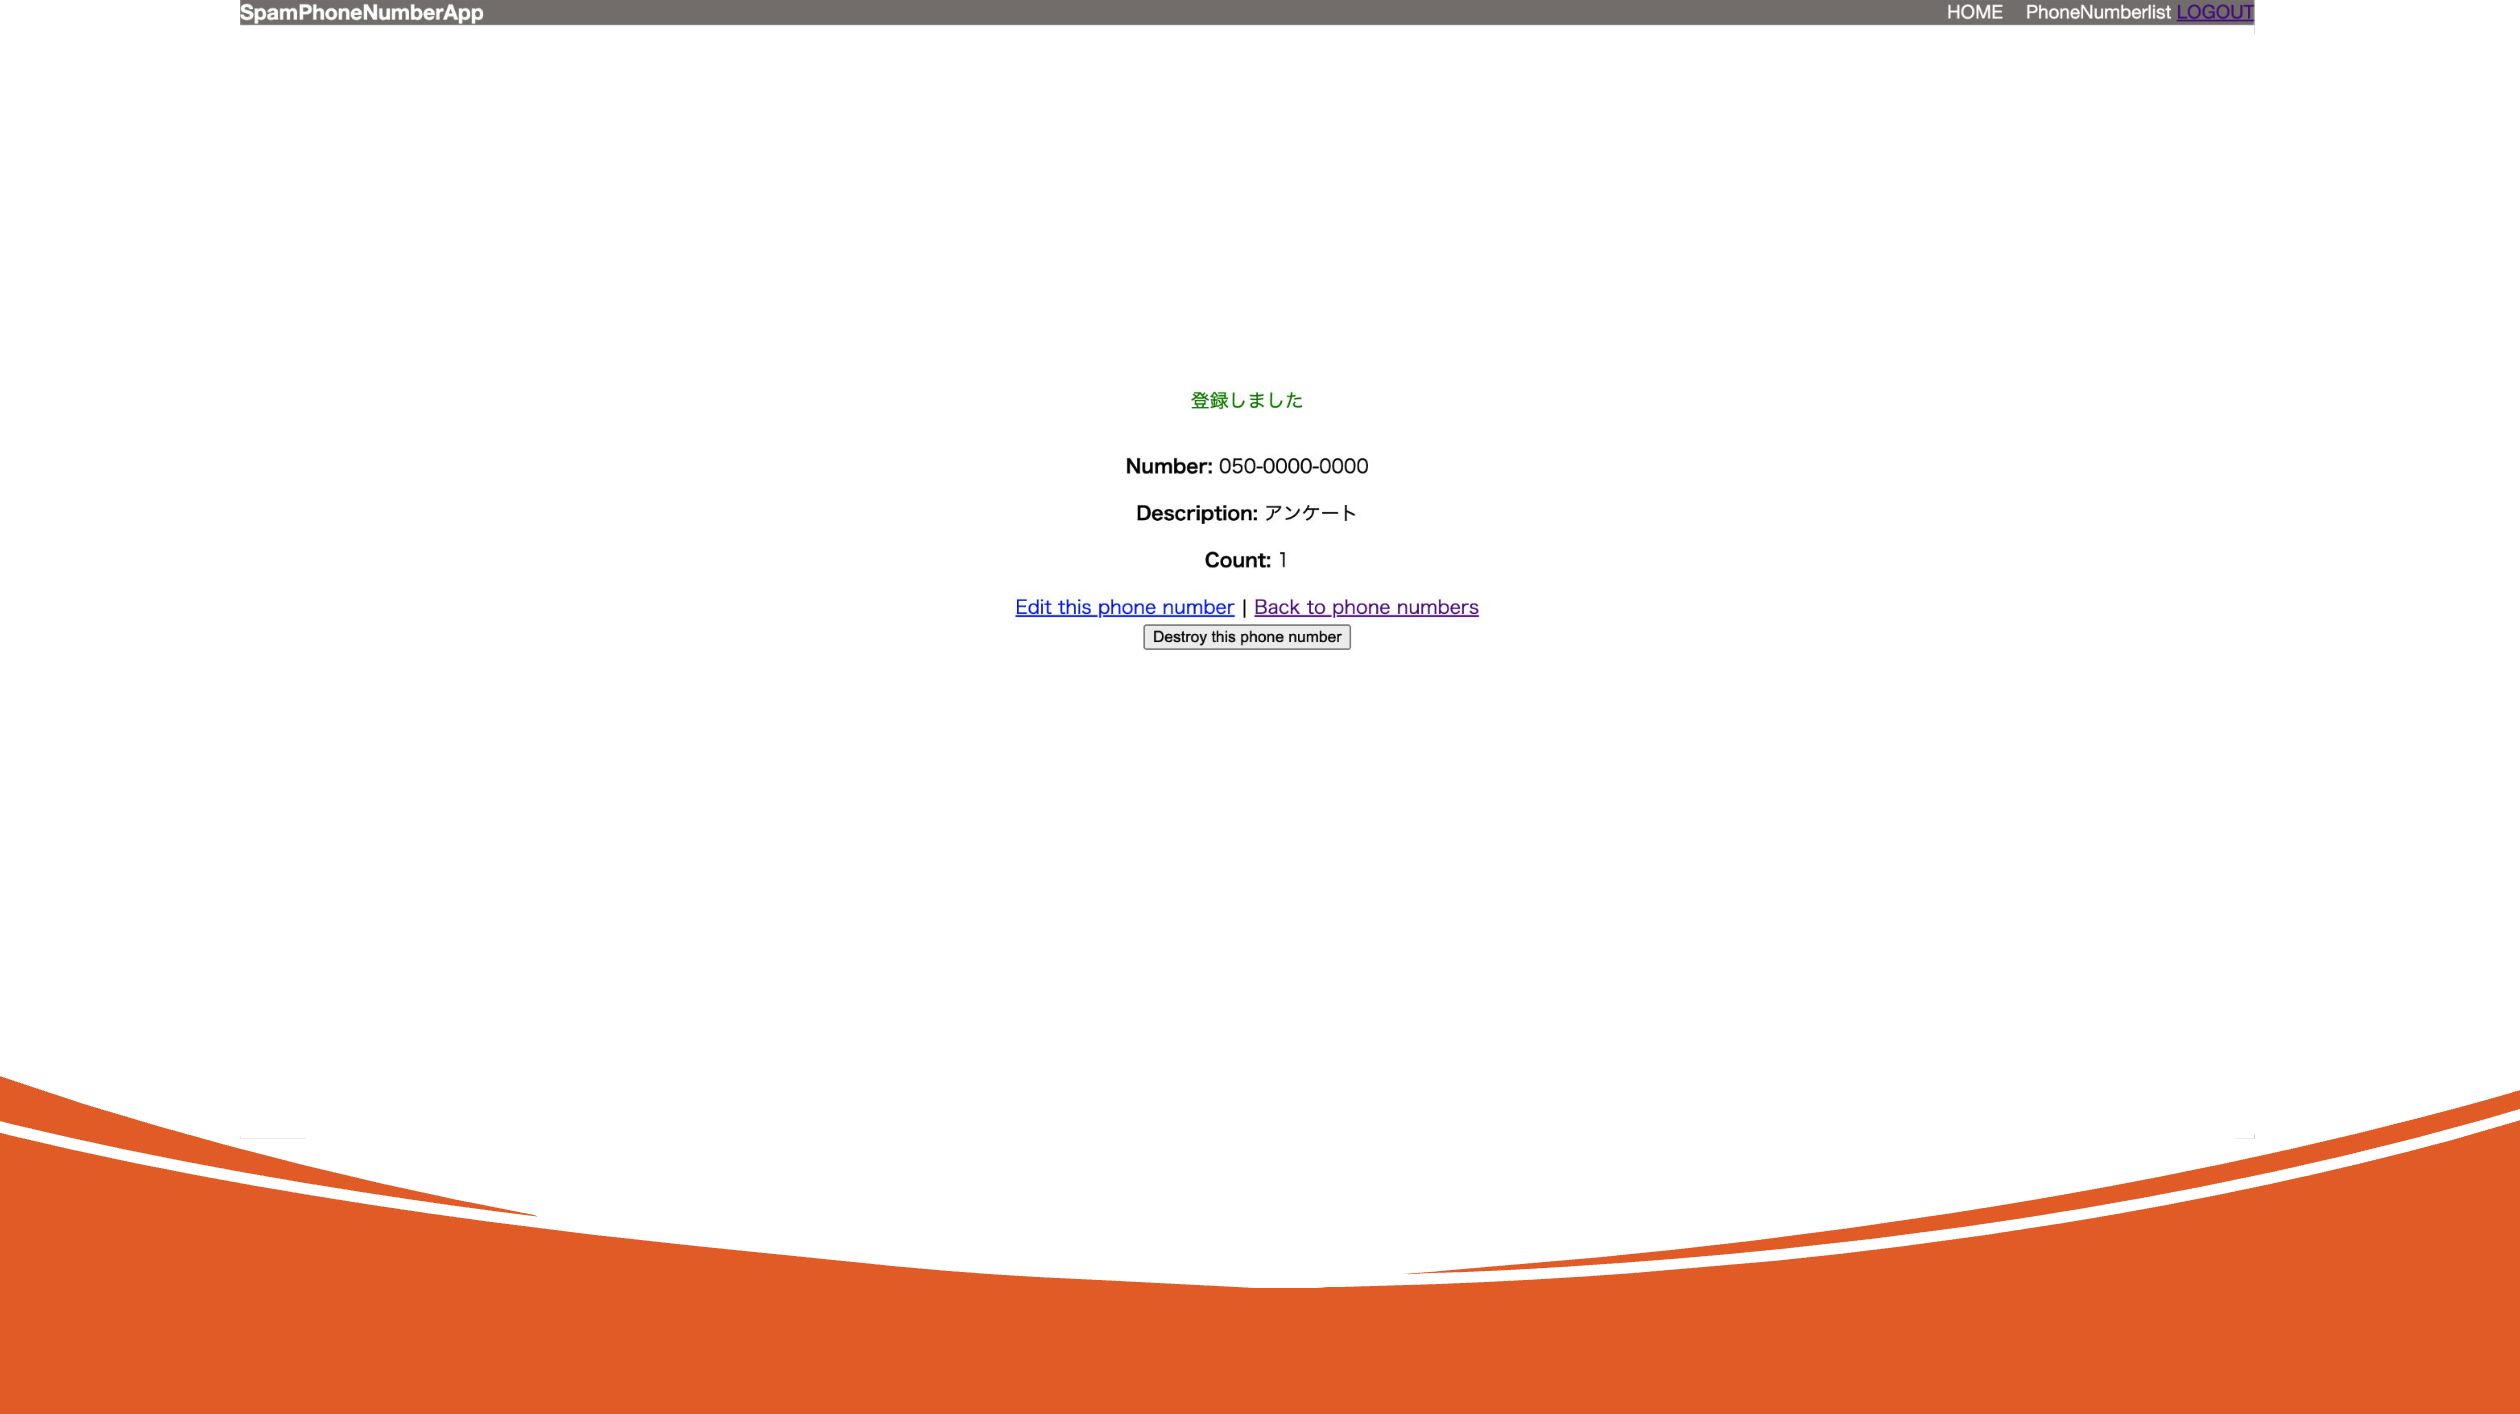 SpamPhoneNumberApp HOME PhoneNumberlist LOGOUT
登録しました
Number: 050-0000-0000
Description: アンケート
Count: 1
Edit this phone number | Back to phone numbers
Destroy this phone number